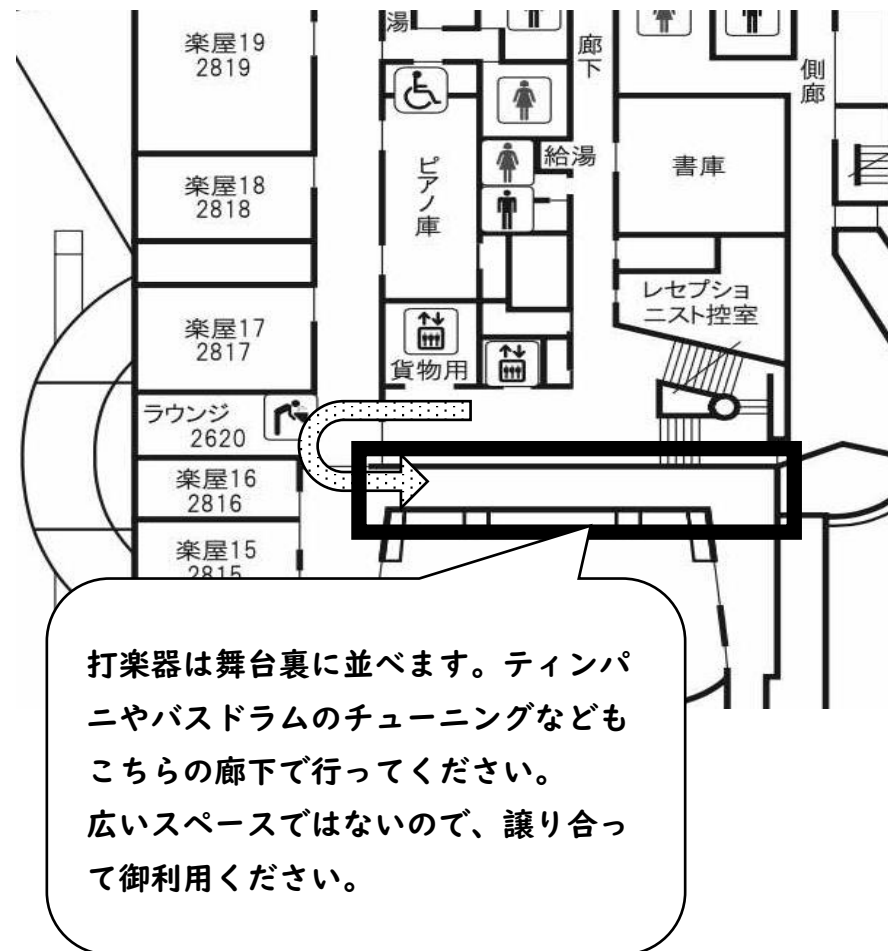 湯
廊下
側廊
楽屋19
2819
ピアノ庫
給湯
書庫
楽屋18
2818
レセプショ
ニスト控室
楽屋17
2817
貨物用
ラウンジ
2620
楽屋16
2816
楽屋15
2815
打楽器は舞台裏に並べます。ティンパ
ニやバスドラムのチューニングなども
こちらの廊下で行ってください。
広いスペースではないので、譲り合っ
て御利用ください。